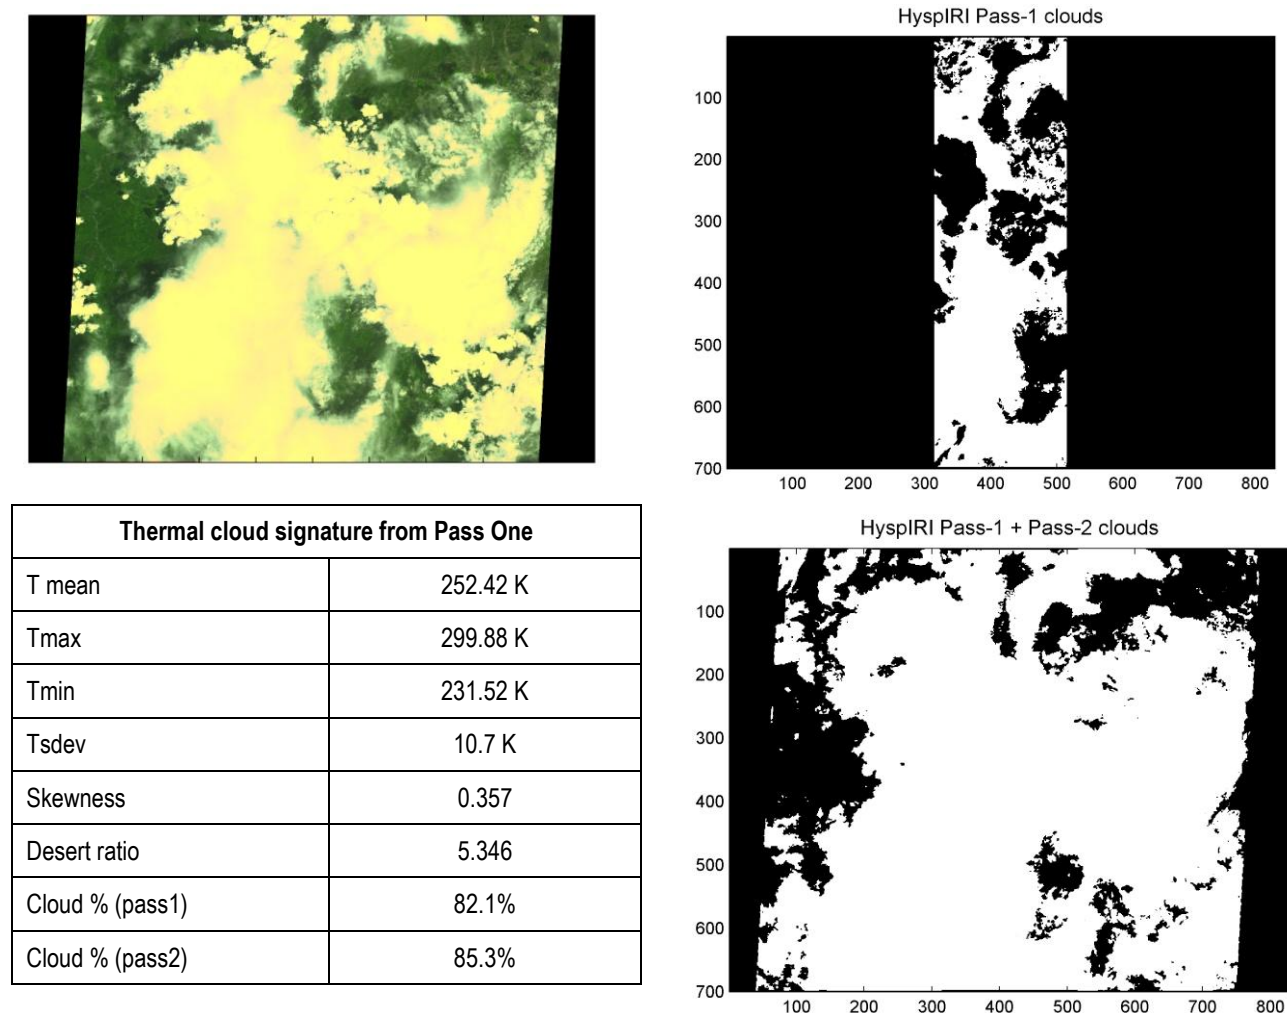 HyspIRI Pass-1 clouds
100
200
300
400
500
600
700
100 200 300 400 500 600 700 800
Thermal cloud signature from Pass One
T mean 252.42 K
Tmax 299.88 K
Tmin 231.52 K
Tsdev 10.7 K
Skewness 0.357
Desert ratio 5.346
Cloud % (pass1) 82.1%
Cloud % (pass2) 85.3%
HyspIRI Pass-1 + Pass-2 clouds
100
200
300
400
500
600
700
100 200 300 400 500 600 700 800